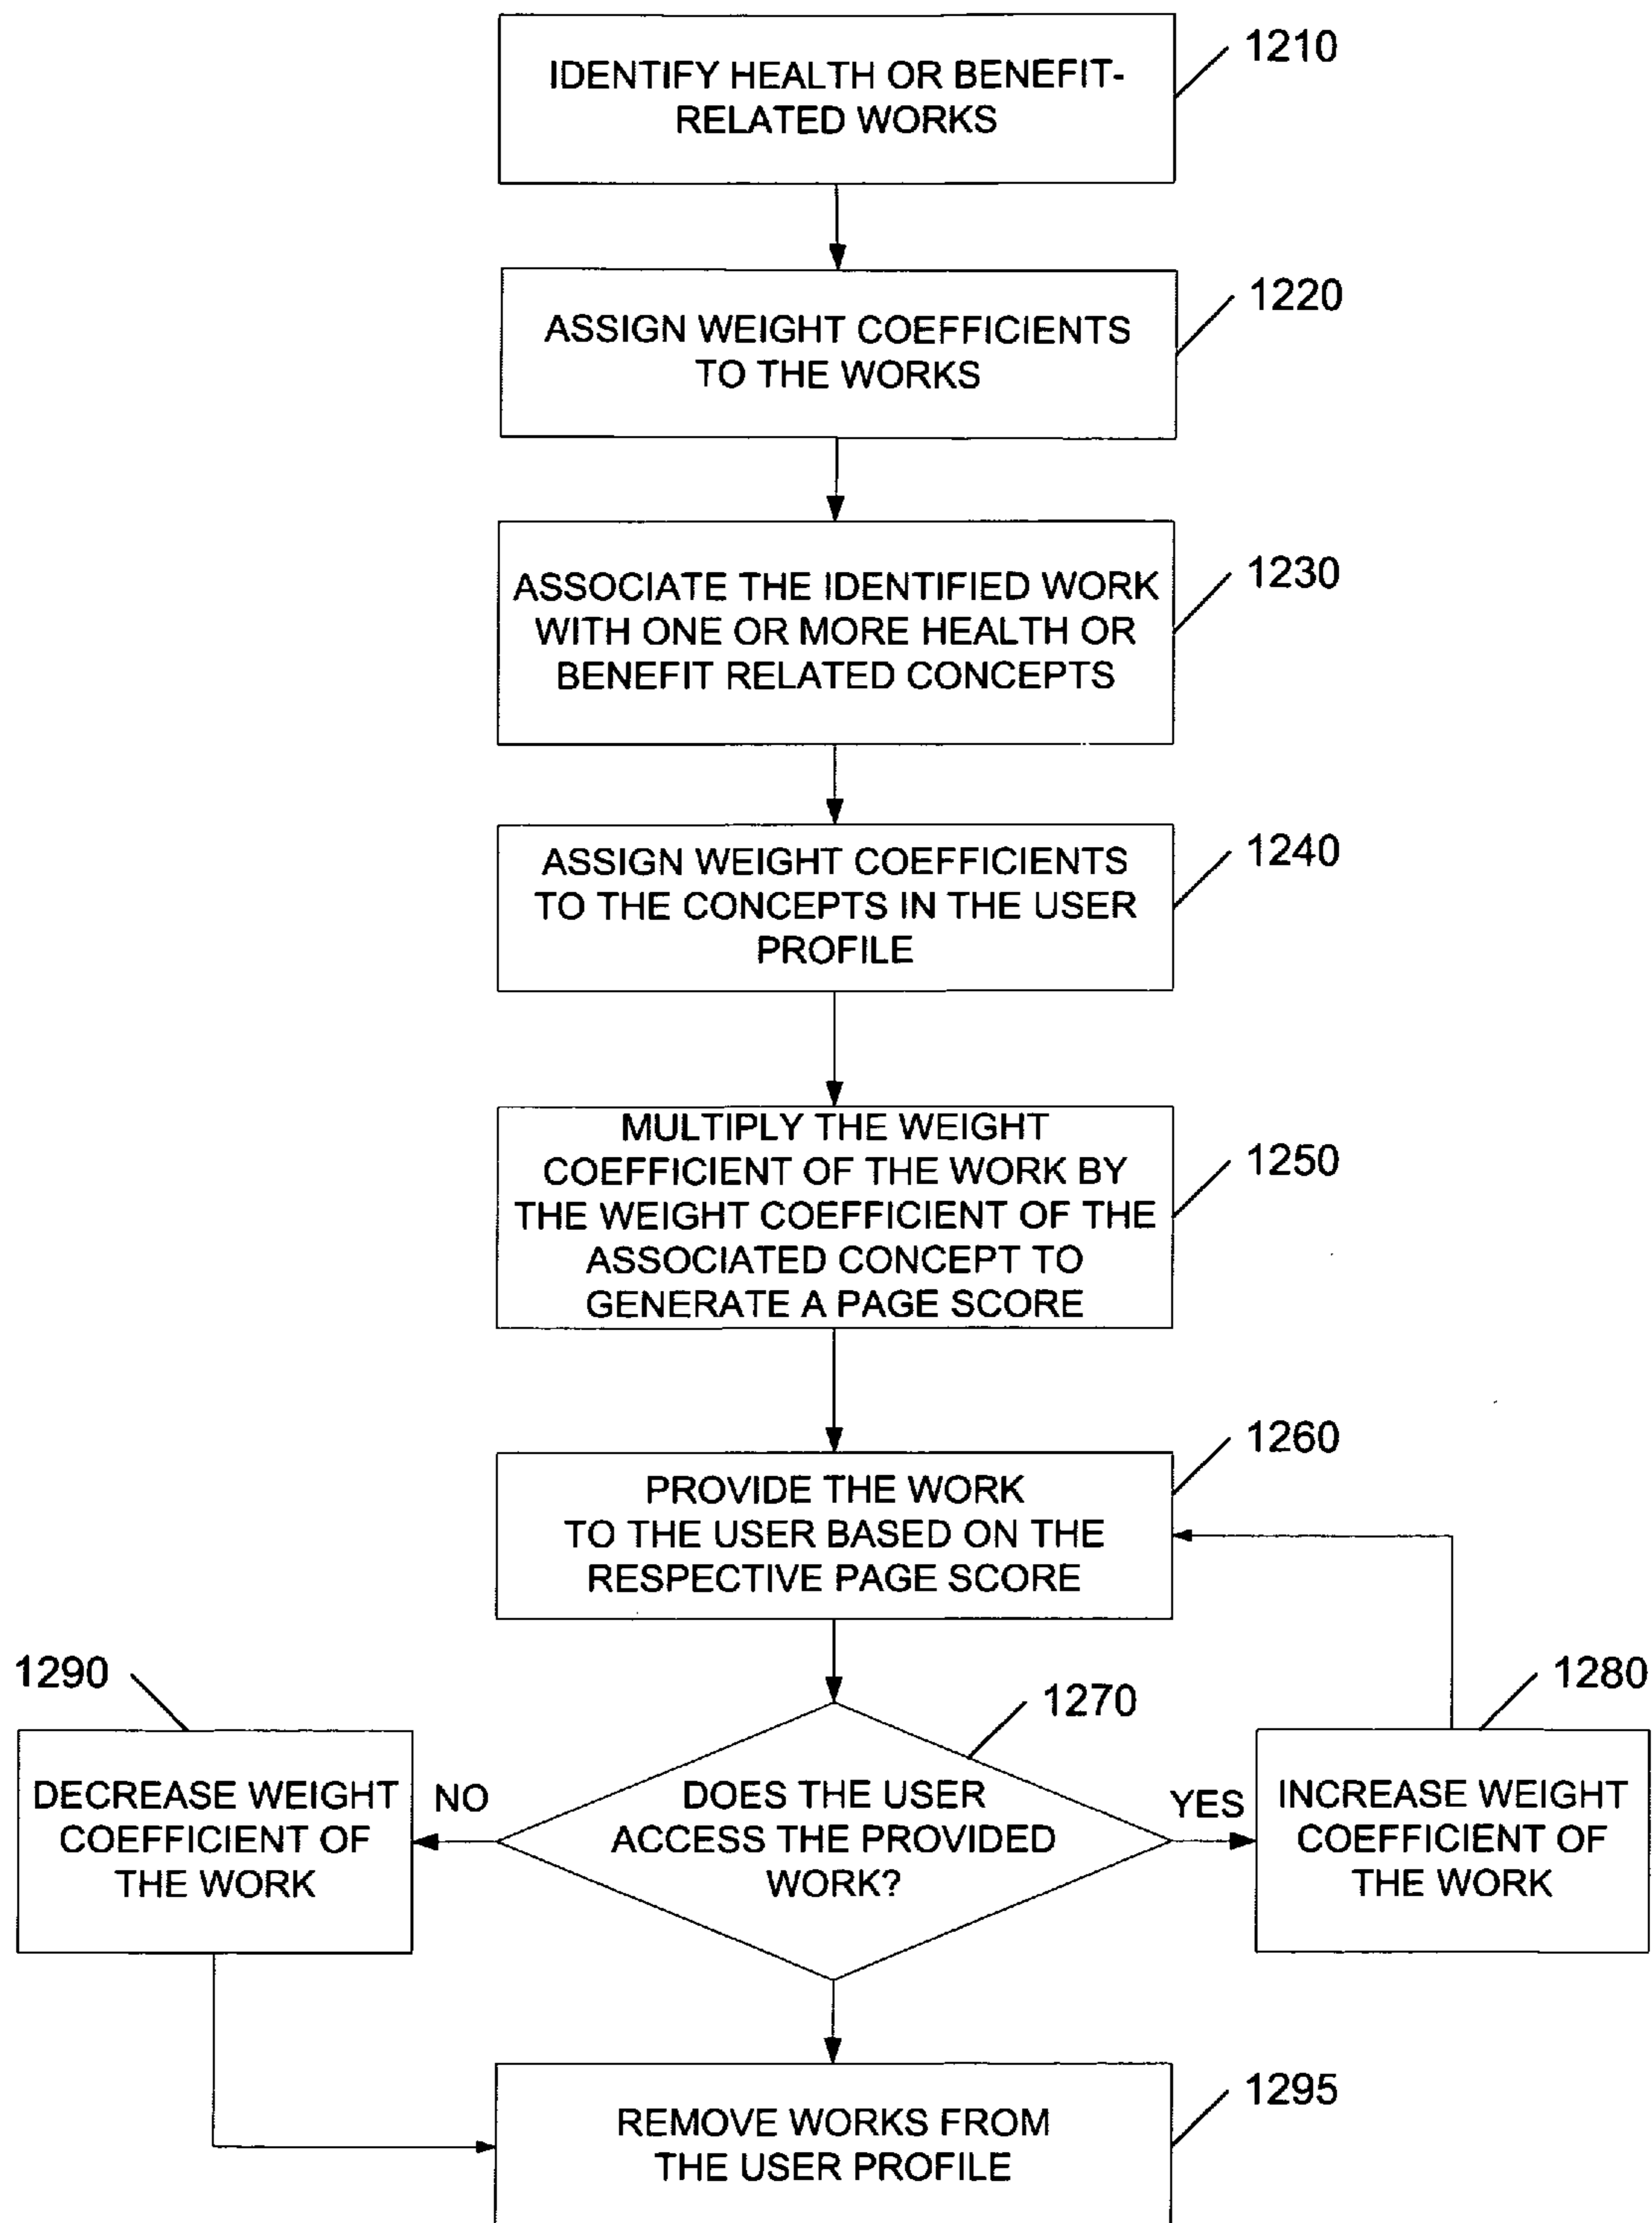 1210
IDENTIFY HEALTH OR BENEFIT-
RELATED WORKS
1220
ASSIGN WEIGHT COEFFICIENTS
TO THE WORKS
1230
ASSOCIATE THE IDENTIFIED WORK
WITH ONE OR MORE HEALTH OR
BENEFIT RELATED CONCEPTS
1240
ASSIGN WEIGHT COEFFICIENTS
TO THE CONCEPTS IN THE USER
PROFILE
1250
MULTIPLY THE WEIGHT
COEFFICIENT OF THE WORK BY
THE WEIGHT COEFFICIENT OF THE
ASSOCIATED CONCEPT TO
GENERATE A PAGE SCORE
1260
PROVIDE THE WORK
TO THE USER BASED ON THE
RESPECTIVE PAGE SCORE
1290
DECREASE WEIGHT
COEFFICIENT OF
THE WORK
NO
1270
DOES THE USER
ACCESS THE PROVIDED
WORK?
YES
1280
INCREASE WEIGHT
COEFFICIENT OF
THE WORK
1295
REMOVE WORKS FROM
THE USER PROFILE